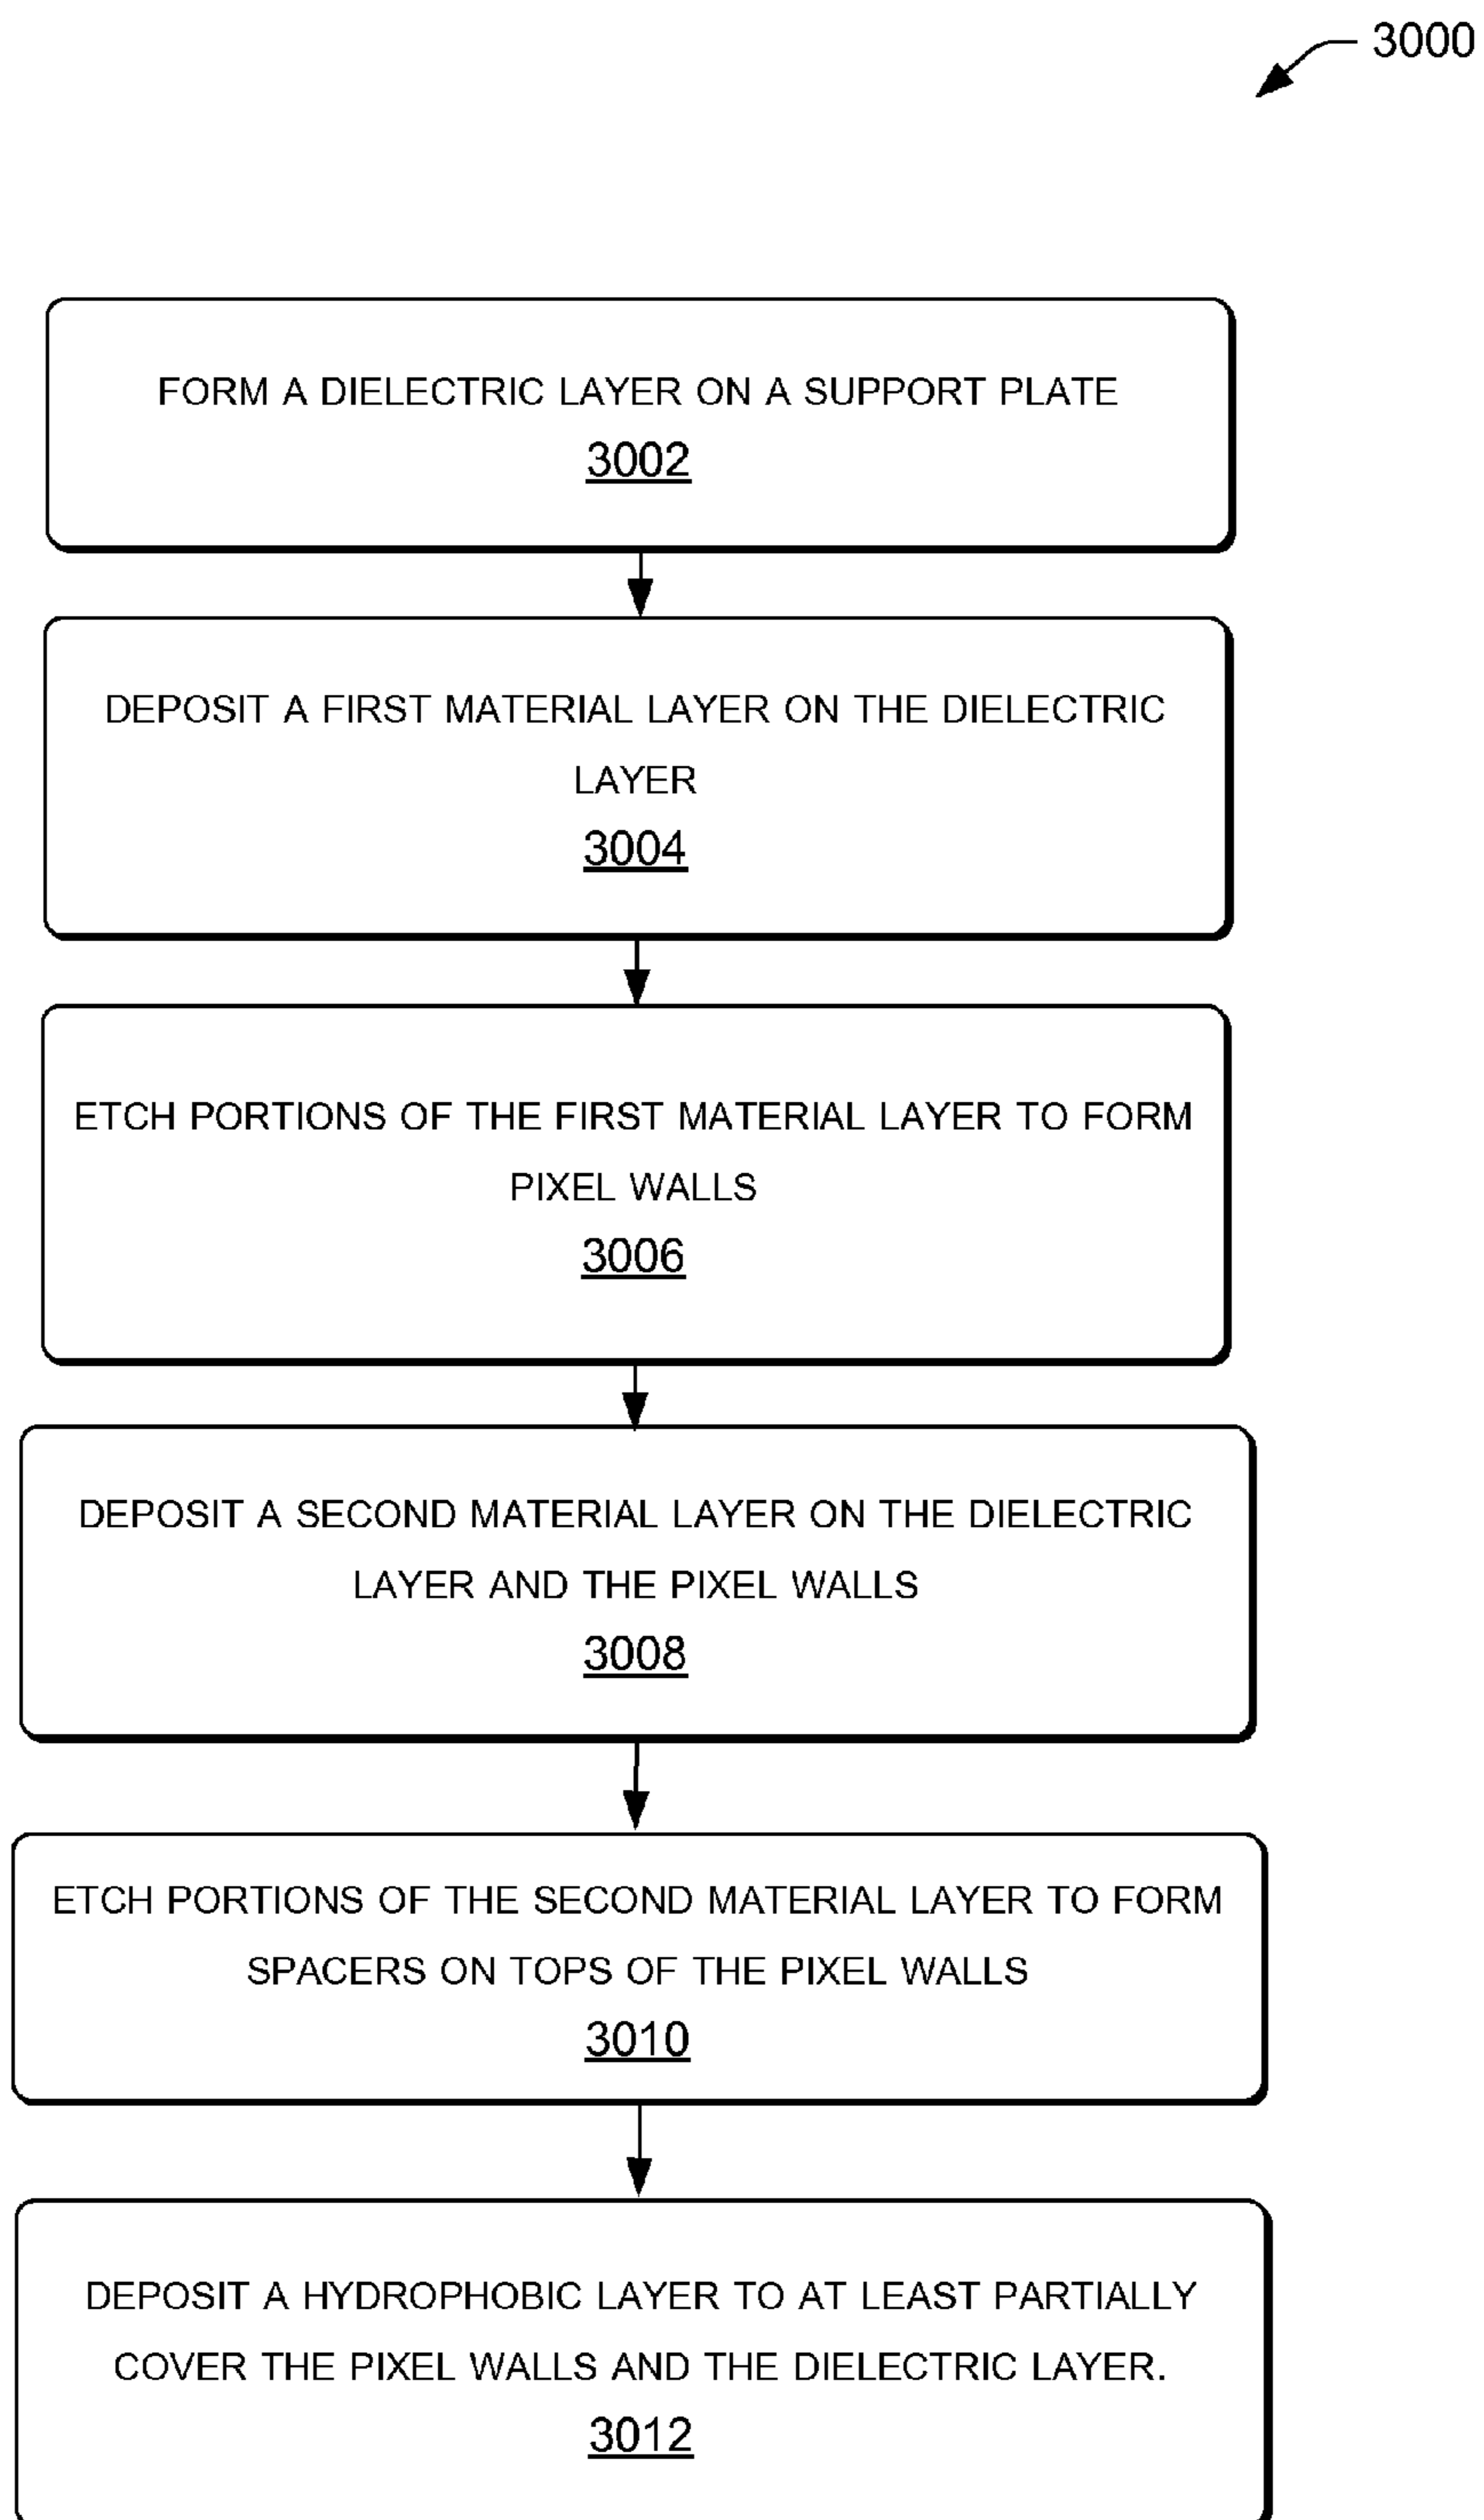 3000
FORM A DIELECTRIC LAYER ON A SUPPORT PLATE
3002
DEPOSIT A FIRST MATERIAL LAYER ON THE DIELECTRIC
LAYER
3004
ETCH PORTIONS OF THE FIRST MATERIAL LAYER TO FORM
PIXEL WALLS
3006
DEPOSIT A SECOND MATERIAL LAYER ON THE DIELECTRIC
LAYER AND THE PIXEL WALLS
3008
ETCH PORTIONS OF THE SECOND MATERIAL LAYER TO FORM
SPACERS ON TOPS OF THE PIXEL WALLS
3010
DEPOSIT A HYDROPHOBIC LAYER TO AT LEAST PARTIALLY
COVER THE PIXEL WALLS AND THE DIELECTRIC LAYER.
3012